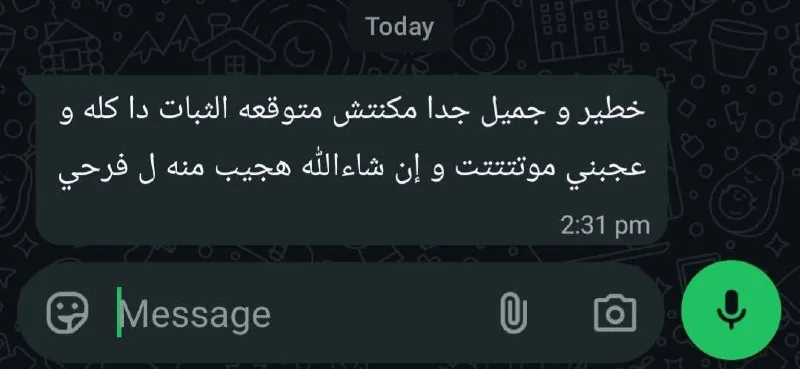 Today
خطير و جميل جدا مكنتش متوقعه الثبات دا كله و
عجبني موتتتتت و إن شاءالله هجيب منه ل فرحي
2:31 pm
Message